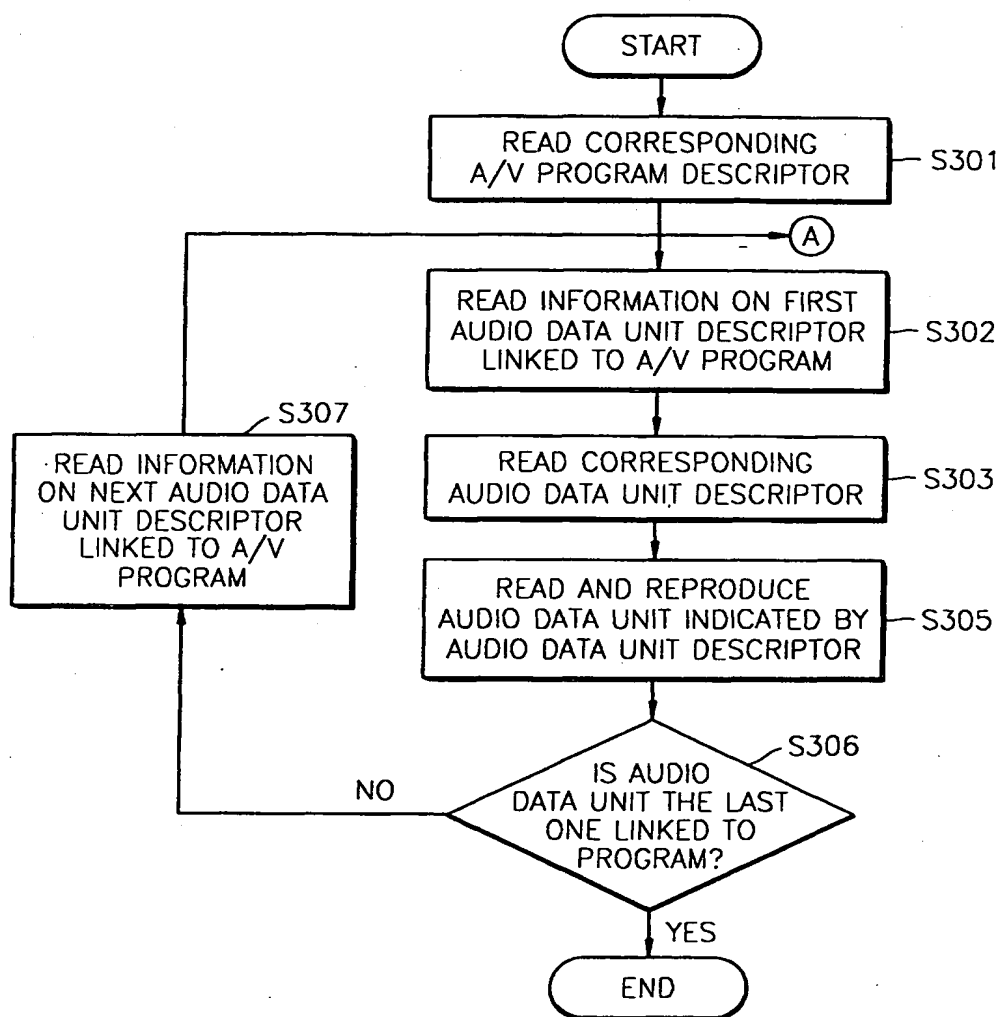 START
READ CORRESPONDING
A/V PROGRAM DESCRIPTOR
S301
A
READ INFORMATION ON FIRST
AUDIO DATA UNIT DESCRIPTOR
LINKED TO A/V PROGRAM
S302
S307
READ INFORMATION
ON NEXT AUDIO DATA
UNIT DESCRIPTOR
LINKED TO A/V
PROGRAM
READ CORRESPONDING
AUDIO DATA UNIT DESCRIPTOR
S303
READ AND REPRODUCE
AUDIO DATA UNIT INDICATED BY
AUDIO DATA UNIT DESCRIPTOR
S305
S306
IS AUDIO
DATA UNIT THE LAST
ONE LINKED TO
PROGRAM?
NO
YES
END